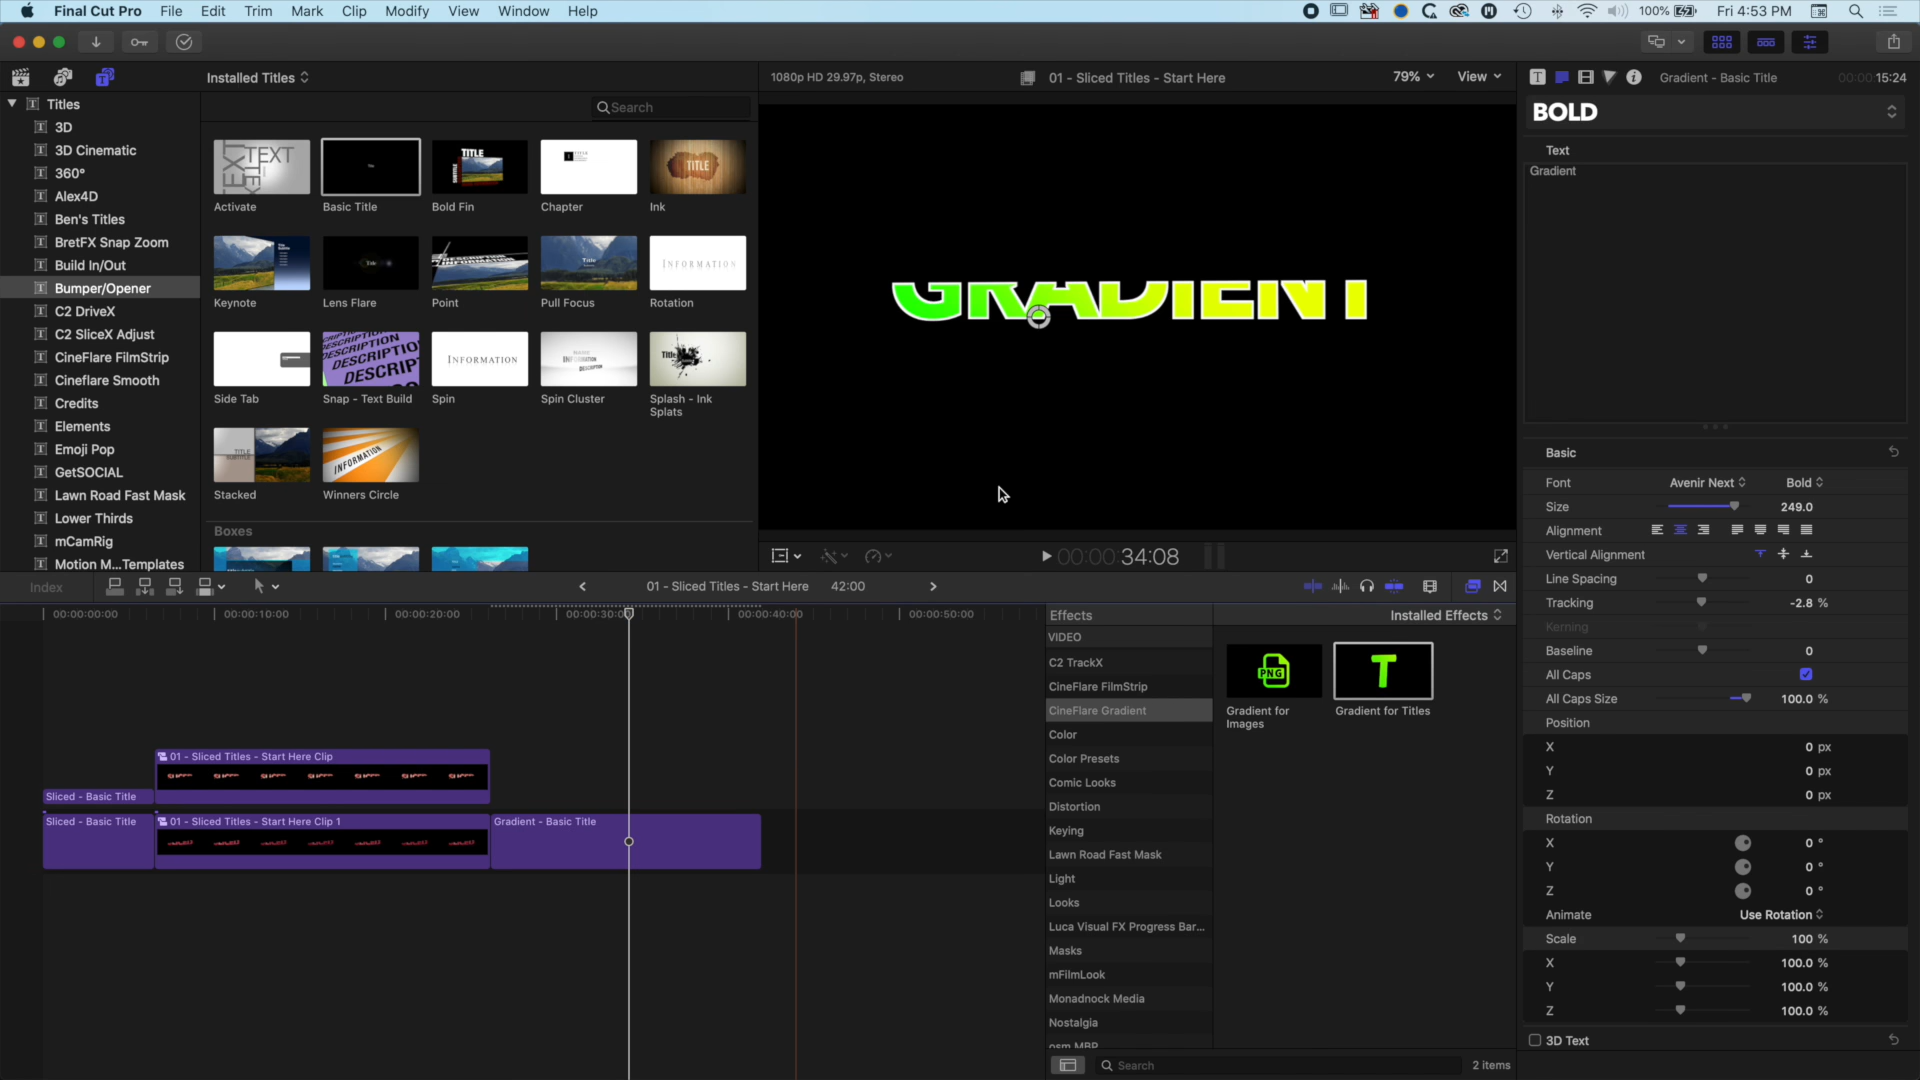 Final Cut Pro File Edit Trim Mark Clip Modify View Window Help
100% Fri 4:53 PM
Installed Titles
1080p HD 29.97p, Stereo
01 - Sliced Titles - Start Here
79% View
Gradient - Basic Title
00:00:15:24
Titles
3D
3D Cinematic
360°
Alex4D
Ben's Titles
BretFX Snap Zoom
Build In/Out
Bumper/Opener
C2 DriveX
C2 SliceX Adjust
CineFlare FilmStrip
Cineflare Smooth
Credits
Elements
Emoji Pop
GetSOCIAL
Lawn Road Fast Mask
Lower Thirds
mCamRig
Motion M...Templates
Search
Activate Basic Title Bold Fin Chapter Ink
Keynote Lens Flare Point Pull Focus Rotation
Side Tab Snap - Text Build Spin Spin Cluster Splash - Ink
Splats
Stacked Winners Circle
Boxes
GRADIENT
00:00:34:08
BOLD
Text
Gradient
Basic
Font Avenir Next Bold
Size 249.0
Alignment
Vertical Alignment
Line Spacing 0
Tracking -2.8 %
Kerning
Baseline 0
All Caps
All Caps Size 100.0 %
Position
X 0 px
Y 0 px
Z 0 px
Rotation
X 0 °
Y 0 °
Z 0 °
Animate Use Rotation
Scale 100 %
X 100.0 %
Y 100.0 %
Z 100.0 %
3D Text
Index
01 - Sliced Titles - Start Here 42:00
00:00:00:00 00:00:10:00 00:00:20:00 00:00:30:00 00:00:40:00 00:00:50:00
01 - Sliced Titles - Start Here Clip
Sliced - Basic Title
Sliced - Basic Title
01 - Sliced Titles - Start Here Clip 1
Gradient - Basic Title
Effects
Installed Effects
VIDEO
C2 TrackX
CineFlare FilmStrip
CineFlare Gradient
Color
Color Presets
Comic Looks
Distortion
Keying
Lawn Road Fast Mask
Light
Looks
Luca Visual FX Progress Bar...
Masks
mFilmLook
Monadnock Media
Nostalgia
osm MBP
PNG
T
Gradient for
Images
Gradient for Titles
Search
2 items